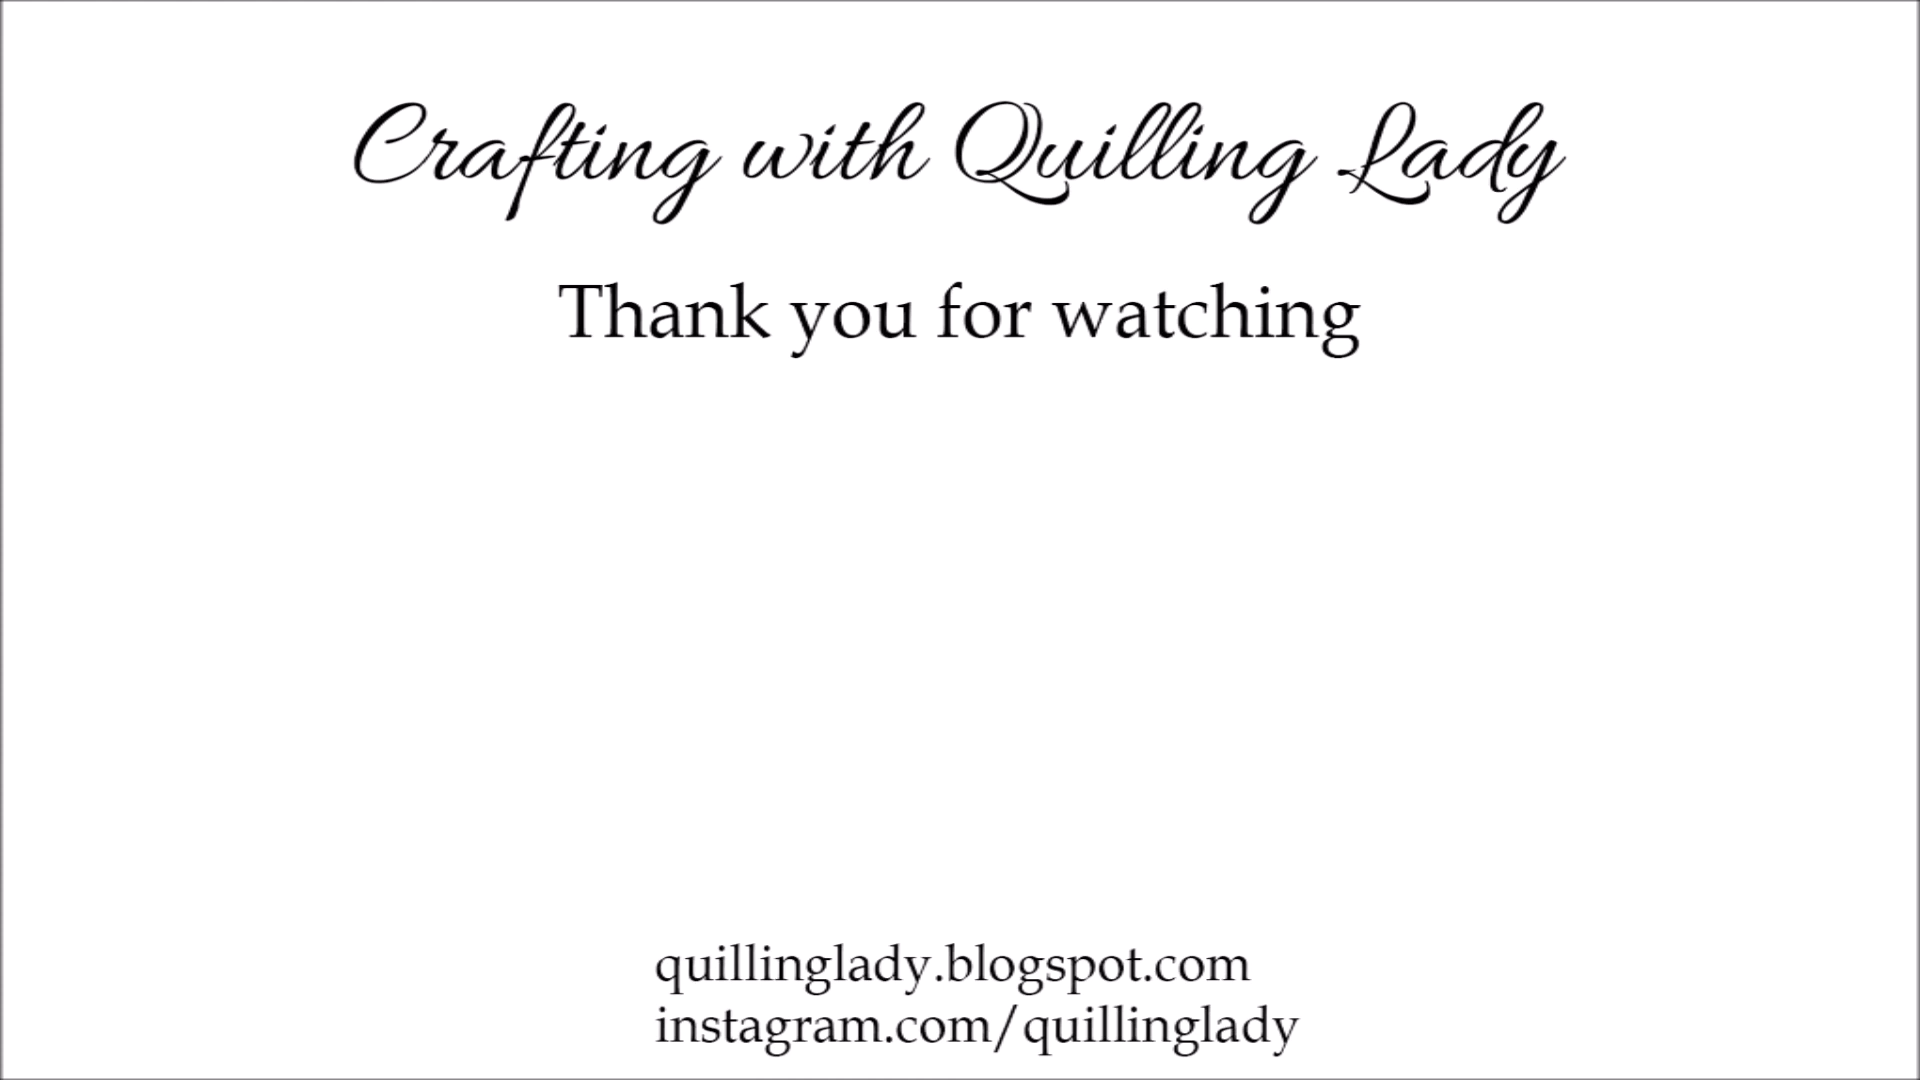 Crafting with Quilling Lady
Thank you for watching
quillinglady.blogspot.com
instagram.com/quillinglady